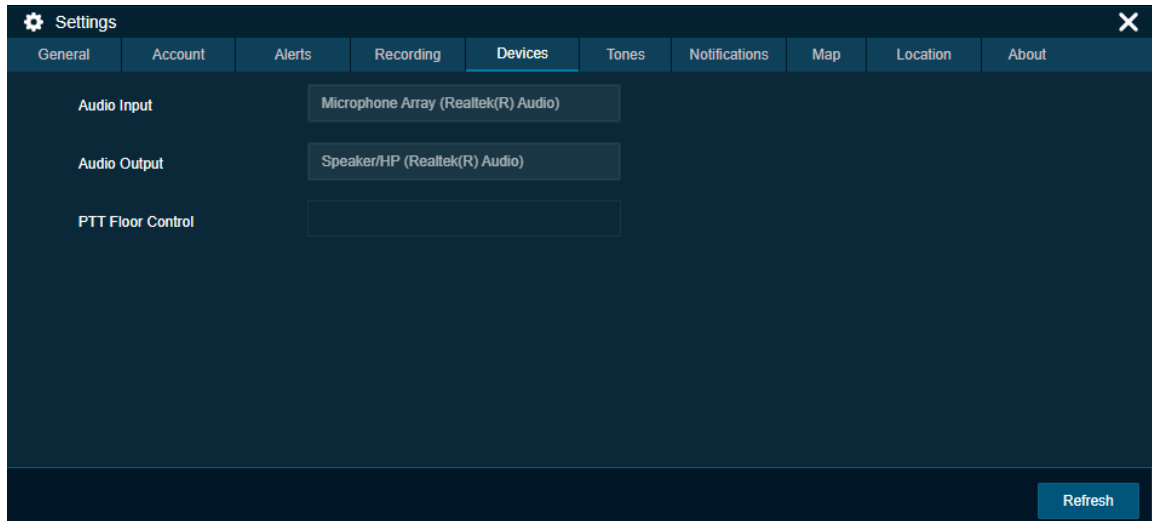 Settings
General Account Alerts Recording Devices Tones Notifications Map Location About
Audio Input Microphone Array (Realtek(R) Audio)
Audio Output Speaker/HP (Realtek(R) Audio)
PTT Floor Control
Refresh